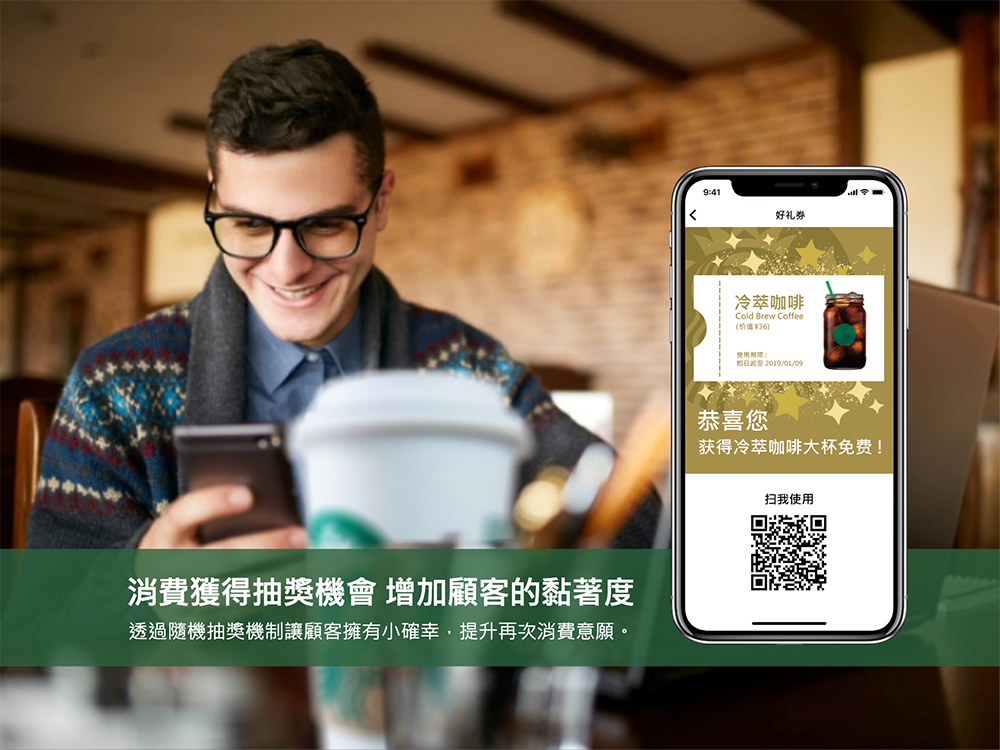 9:41
好礼券
冷萃咖啡
Cold Brew Coffee
(价值 ¥36)
使用期間：
即日起至 2019/01/09
恭喜您
获得冷萃咖啡大杯免费！
扫我使用
消費獲得抽獎機會 增加顧客的黏著度
透過隨機抽獎機制讓顧客擁有小確幸，提升再次消費意願。